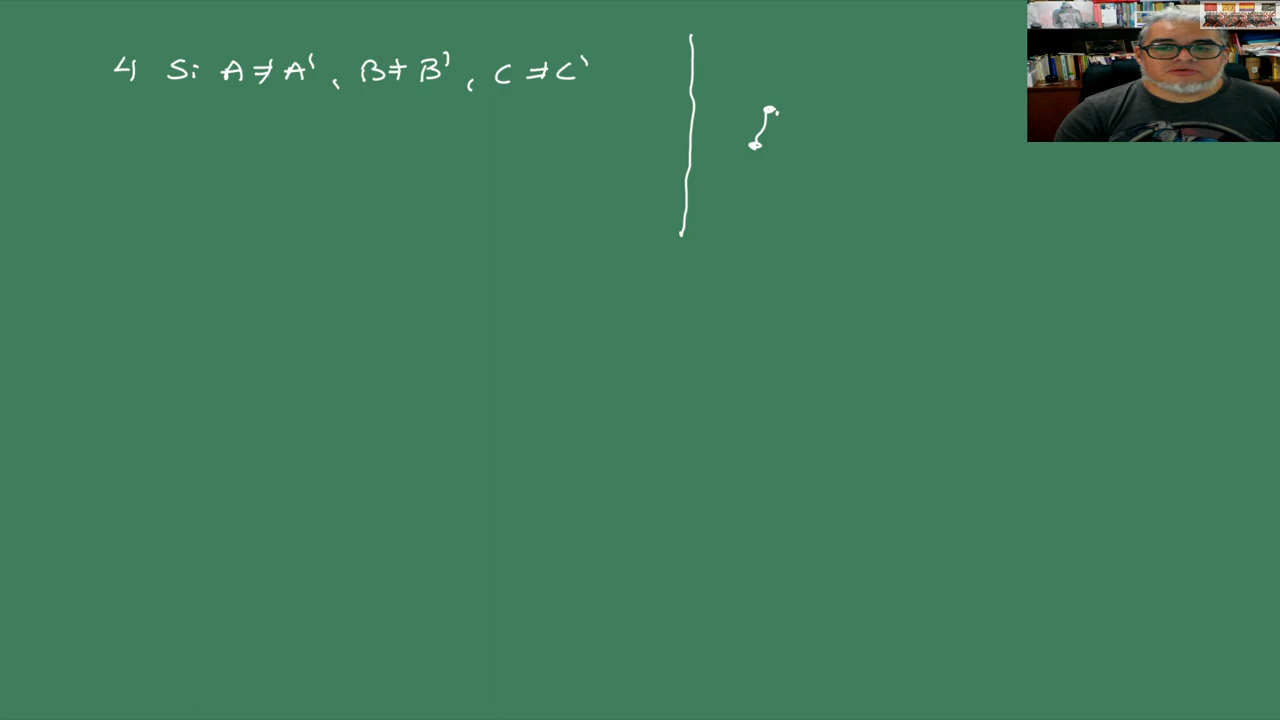 4) Si A ≠ A', B ≠ B', C ≠ C'